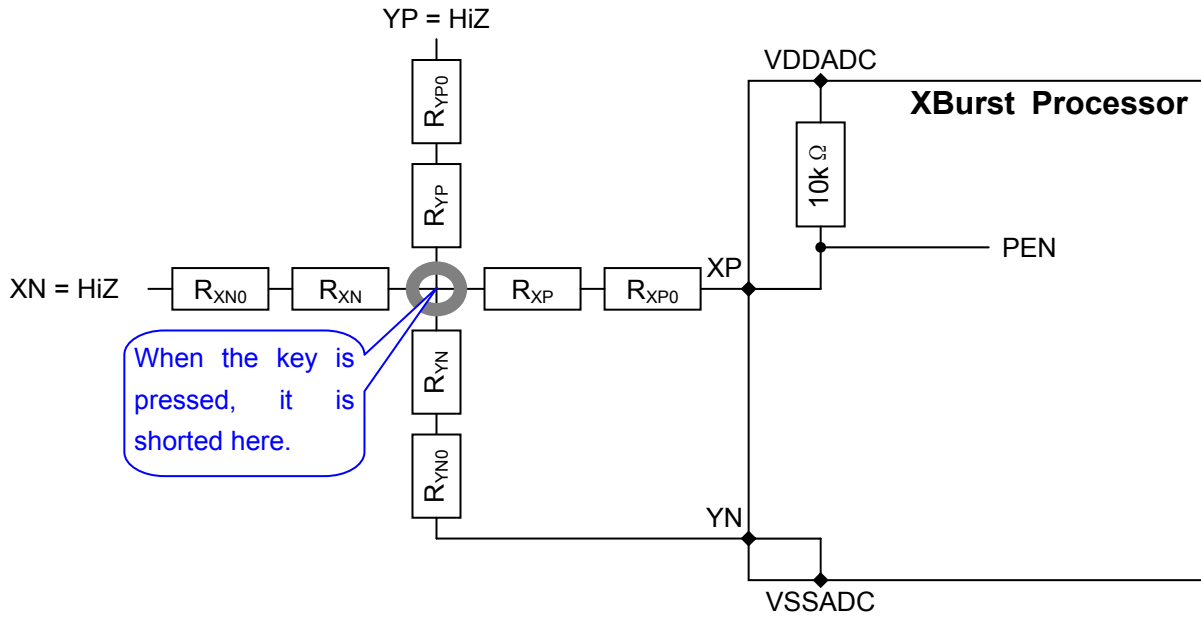 YP = HiZ
VDDADC
XBurst Processor
RYP0
10k Ω
RYP
PEN
XP
XN = HiZ
RXN0
RXN
RXP
RXP0
When the key is
pressed, it is
shorted here.
RYN
RYN0
YN
VSSADC